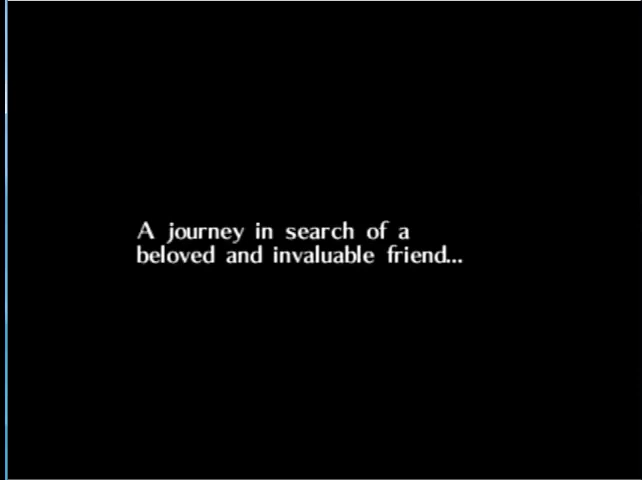 A journey in search of a
beloved and invaluable friend...